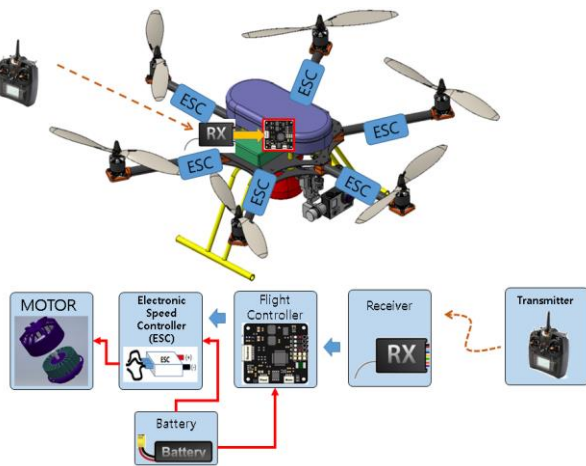 ESC
ESC
RX
ESC
ESC
ESC
MOTOR
Electronic
Speed
Controller
(ESC)
ESC
(+)
(-)
Flight
Controller
Receiver
RX
Transmitter
Battery
Battery